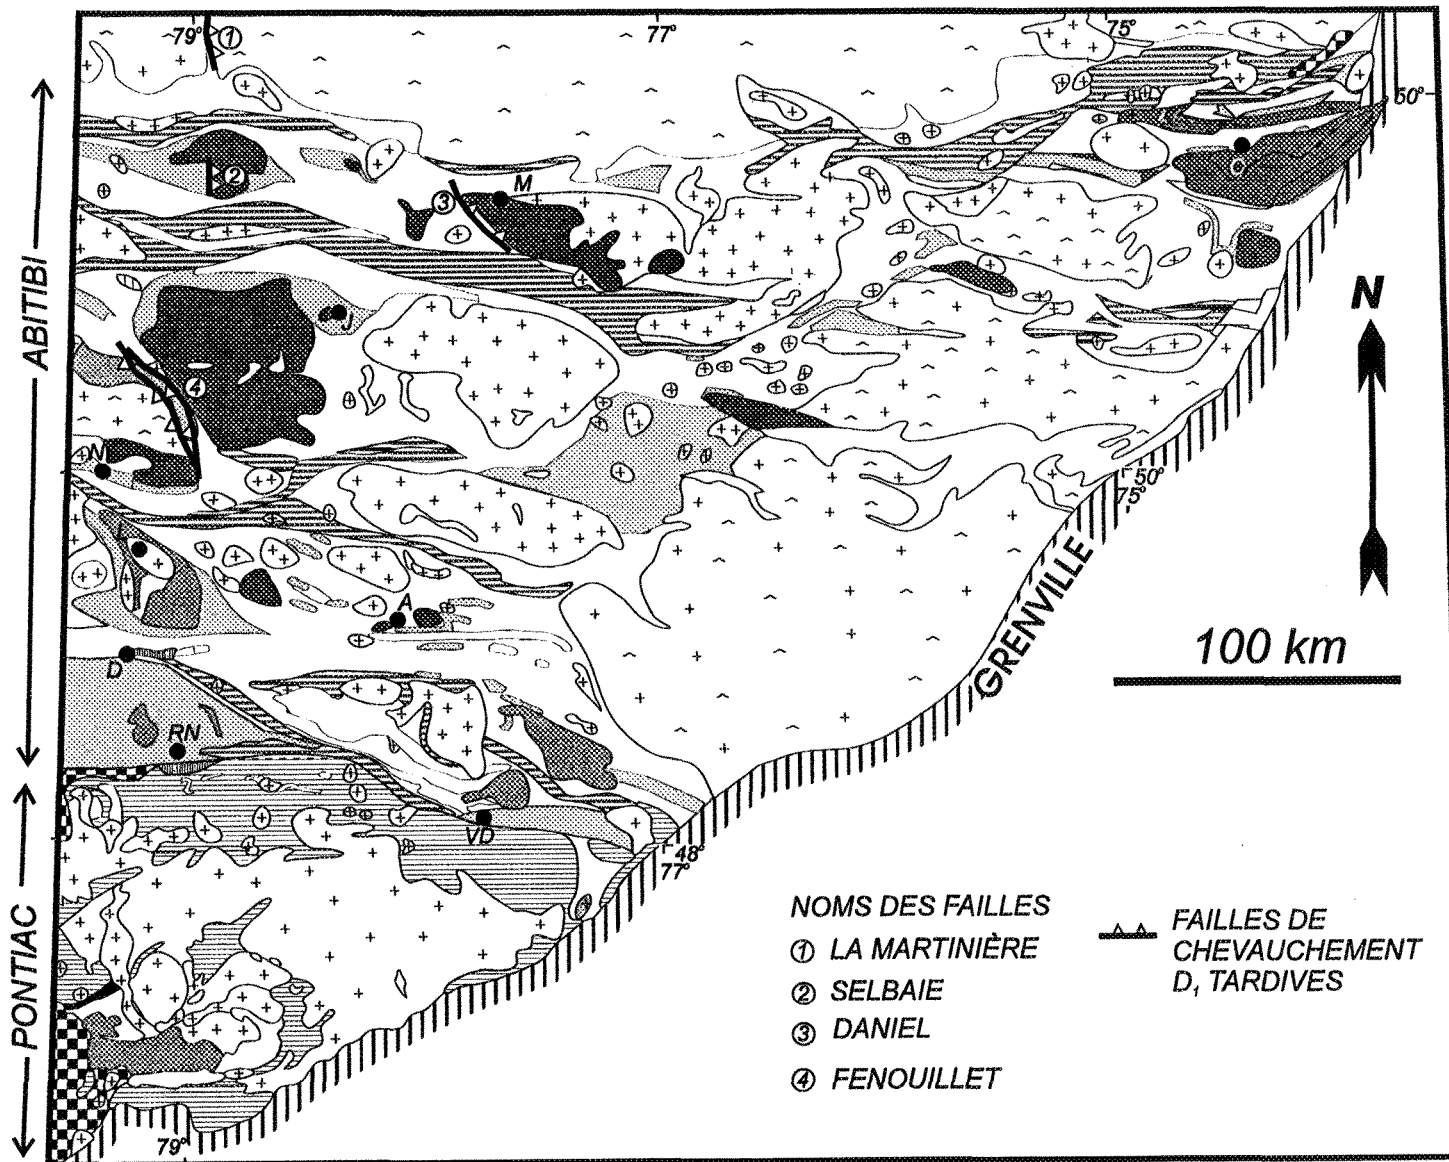 79°
①
77°
75°
50°
②
M
③
ABITIBI
J
N
④
N
50°
75°
L
A
GRENVILLE
100 km
D
RN
VD
48°
77°
PONTIAC
NOMS DES FAILLES
① LA MARTINIÈRE
② SELBAIE
③ DANIEL
④ FENOUILLET
FAILLES DE
CHEVAUCHEMENT
D₁ TARDIVES
79°